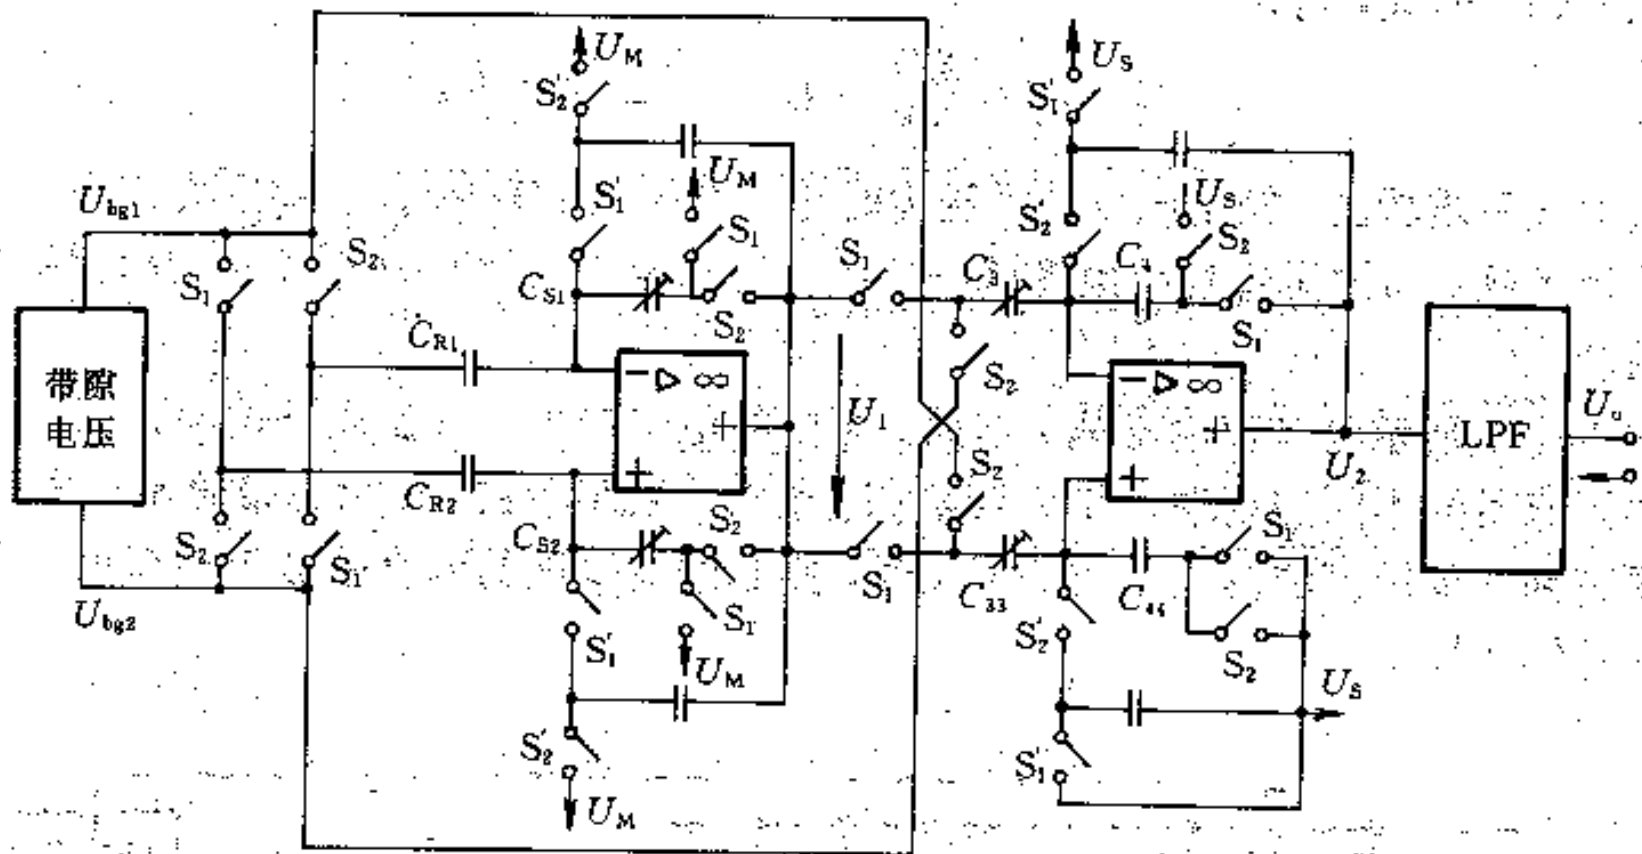 U_M
U_S
S'_2
S'_1
U_M
U_S
U_bg1
S'_1
S_1
S'_2
S_2
S_2
S_1
S_1
C_S1
S_2
C_3
C_4
S_1
C_R1
带隙
电压
- ▷ ∞
+
+
U_1
S_2
- ▷ ∞
+
+
U_2
LPF
U_o
C_R2
S_2
C_S2
S_2
S_1
S_2
S_1
S_1
C_33
C_44
S_1
U_bg2
S'_1
U_M
S'_2
S_2
U_S
S'_2
S'_1
U_M